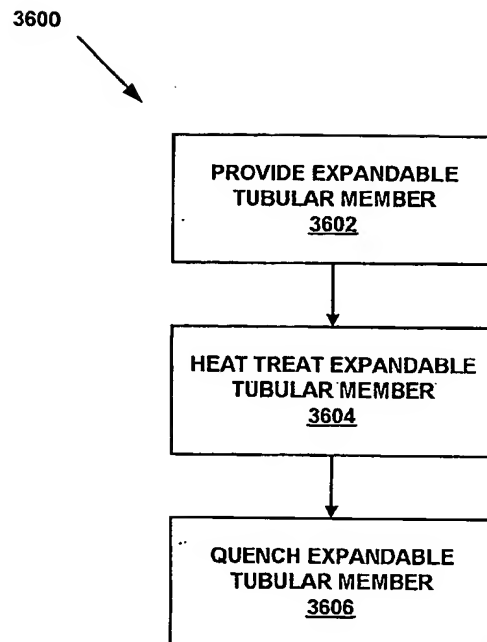 3600
PROVIDE EXPANDABLE
TUBULAR MEMBER
3602
HEAT TREAT EXPANDABLE
TUBULAR MEMBER
3604
QUENCH EXPANDABLE
TUBULAR MEMBER
3606